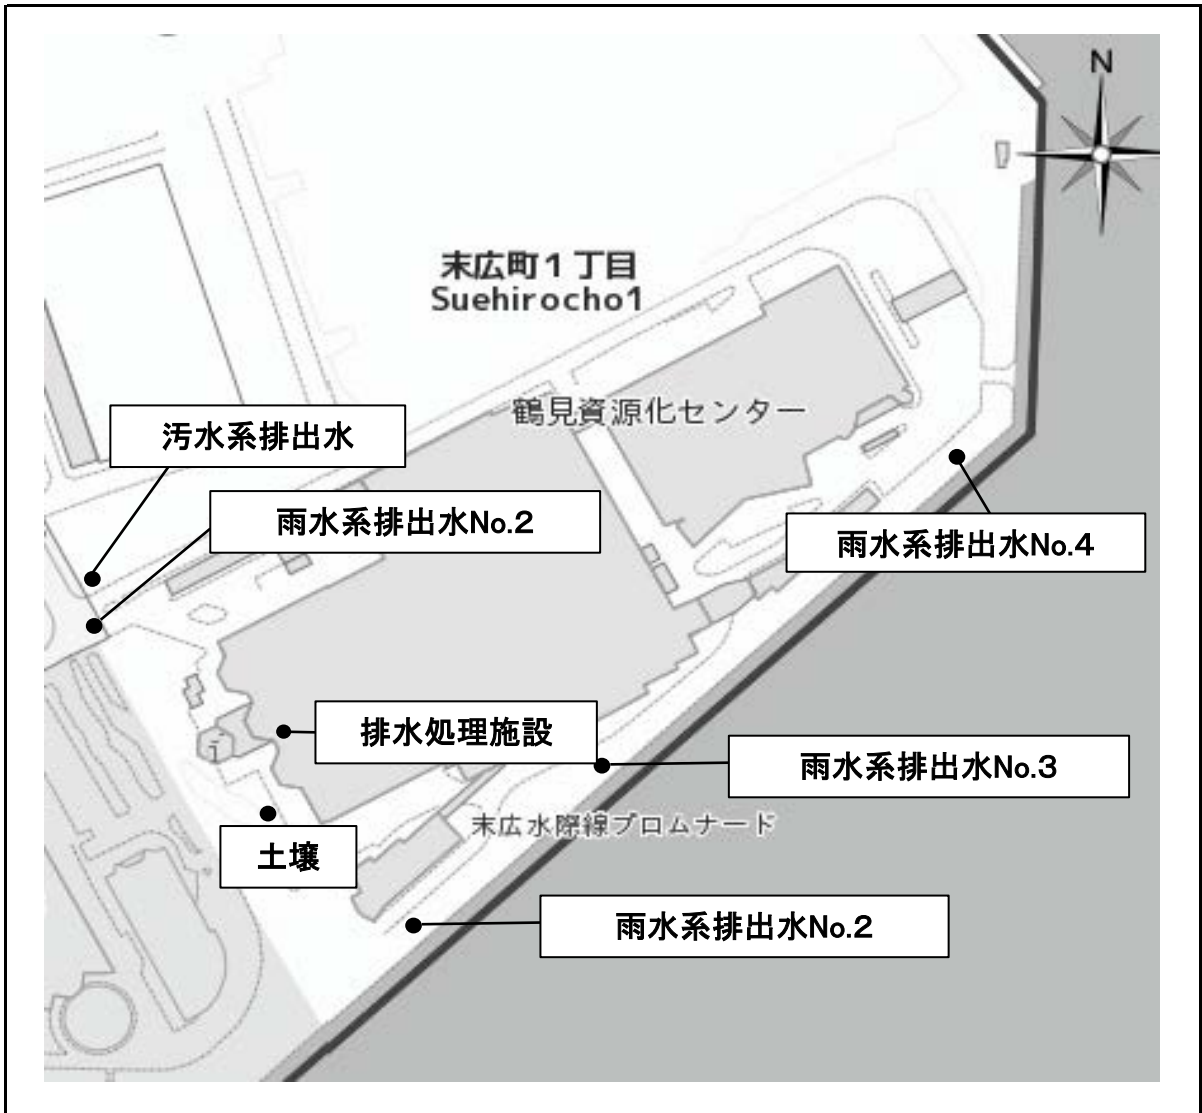 N
末広町1丁目
Suehirocho1
鶴見資源化センター
汚水系排出水
雨水系排出水No.2
雨水系排出水No.4
排水処理施設
雨水系排出水No.3
末広水際線プロムナード
土壌
雨水系排出水No.2